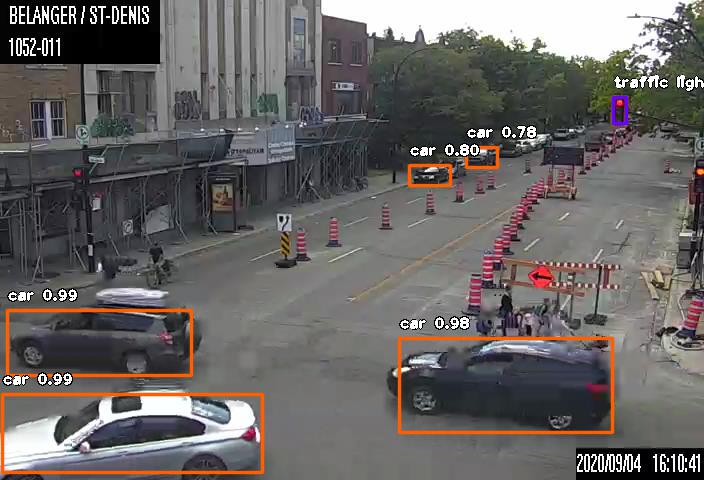 BELANGER / ST-DENIS
1052-011
traffic ligh
car 0.78
car 0.80
car 0.99
car 0.98
car 0.99
2020/09/04 16:10:41